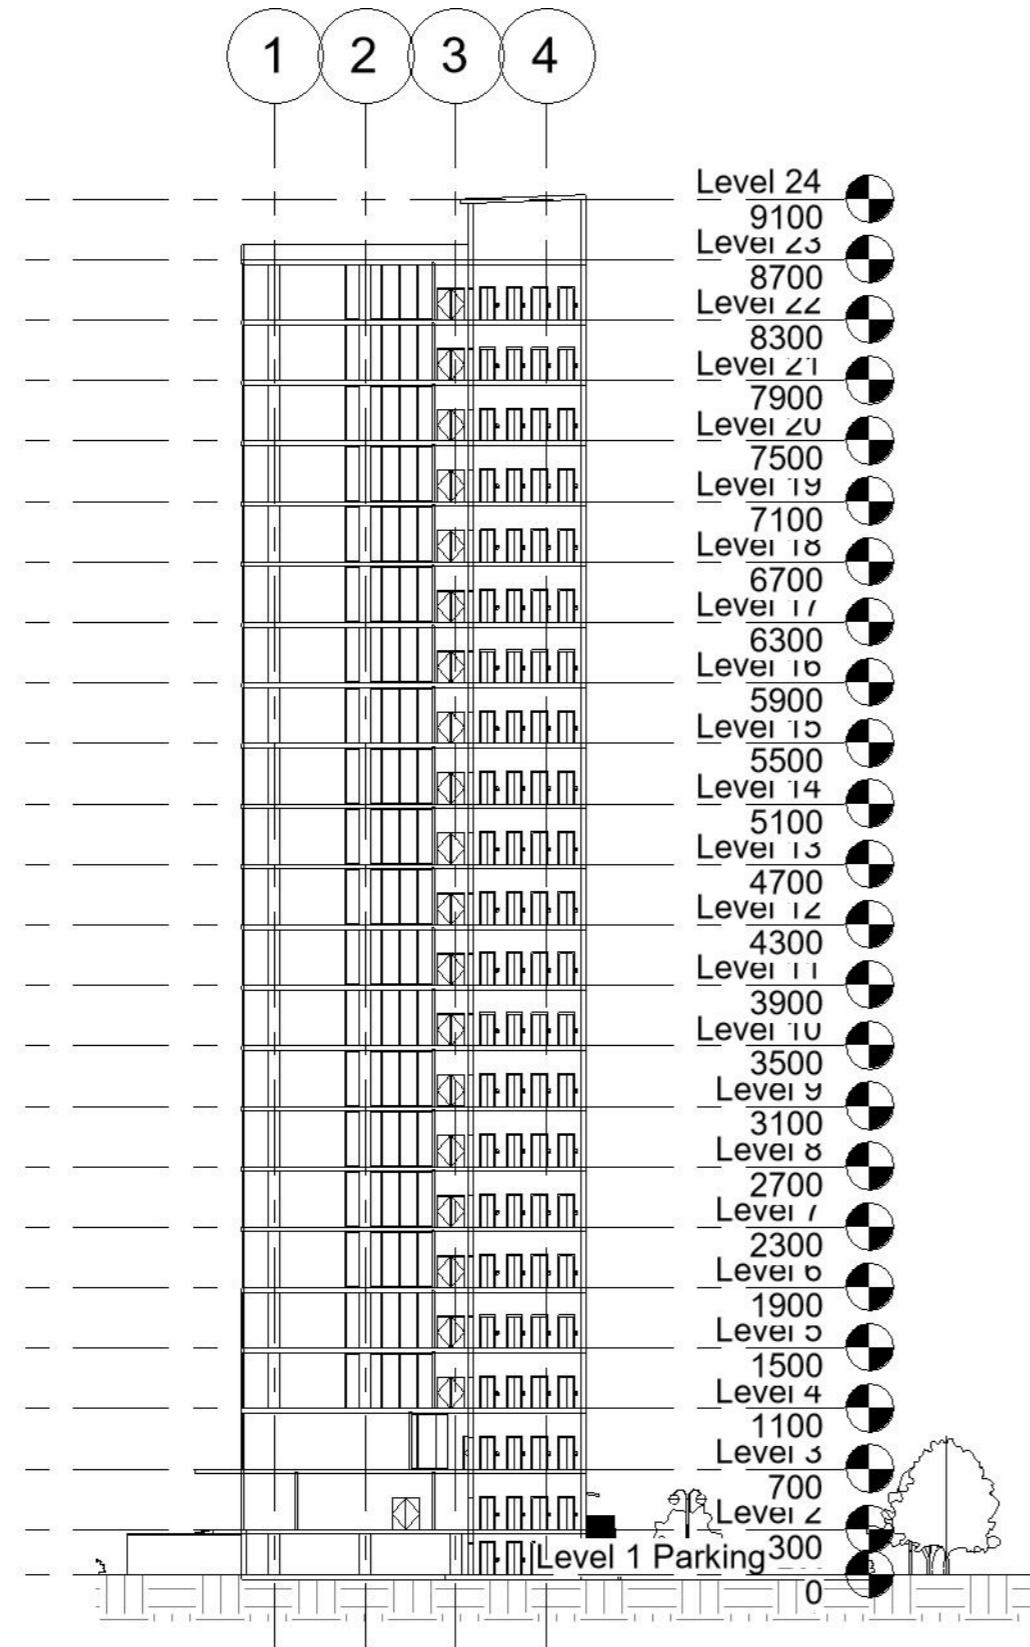 1 2 3 4
Level 24
9100
Level 23
8700
Level 22
8300
Level 21
7900
Level 20
7500
Level 19
7100
Level 18
6700
Level 17
6300
Level 16
5900
Level 15
5500
Level 14
5100
Level 13
4700
Level 12
4300
Level 11
3900
Level 10
3500
Level 9
3100
Level 8
2700
Level 7
2300
Level 6
1900
Level 5
1500
Level 4
1100
Level 3
700
Level 2
300
Level 1 Parking
0